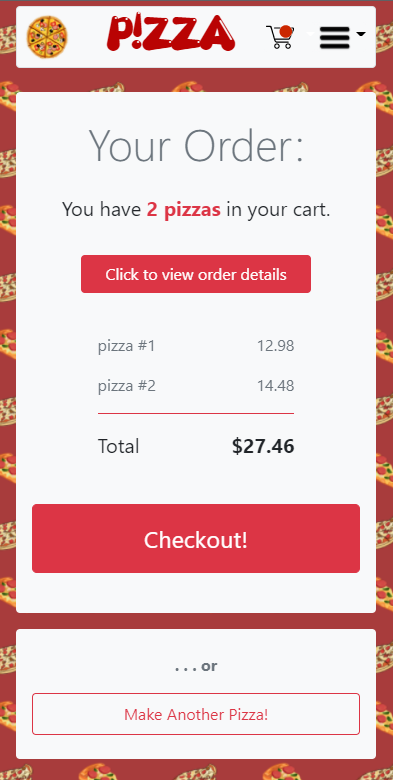 P!ZZA
Your Order:
You have 2 pizzas in your cart.
Click to view order details
pizza #1 12.98
pizza #2 14.48
Total $27.46
Checkout!
. . . or
Make Another Pizza!